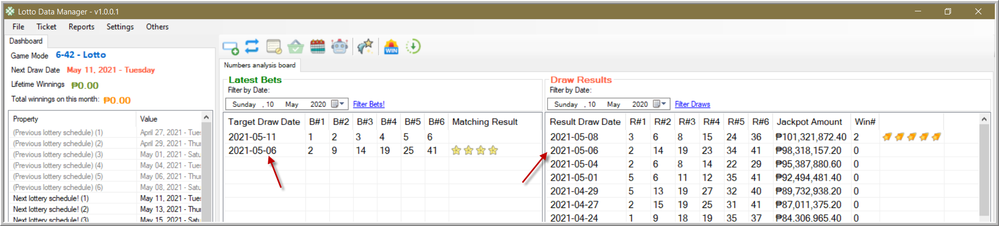 Lotto Data Manager - v1.0.0.1
File Ticket Reports Settings Others
Dashboard
Game Mode 6-42 - Lotto
Next Draw Date May 11, 2021 - Tuesday
Lifetime Winnings ₱0.00
Total winnings on this month: ₱0.00
Property Value
(Previous lottery schedule) (1) April 27, 2021 - Tue
(Previous lottery schedule) (2) April 29, 2021 - Thu
(Previous lottery schedule) (3) May 01, 2021 - Satu
(Previous lottery schedule) (4) May 04, 2021 - Tue
(Previous lottery schedule) (5) May 06, 2021 - Thur
(Previous lottery schedule) (6) May 08, 2021 - Satu
Next lottery schedule! (1) May 11, 2021 - Tue
Next lottery schedule! (2) May 13, 2021 - Thur
Next lottery schedule! (3) May 15, 2021 - Satu
WIN
Numbers analysis board
Latest Bets
Filter by Date:
Sunday , 10 May 2020 Filter Bets!
Target Draw Date B#1 B#2 B#3 B#4 B#5 B#6 Matching Result
2021-05-11 1 2 3 4 5 6
2021-05-06 2 9 14 19 25 41
Draw Results
Filter by Date:
Sunday , 10 May 2020 Filter Draws
Result Draw Date R#1 R#2 R#3 R#4 R#5 R#6 Jackpot Amount Win#
2021-05-08 3 6 8 15 24 36 ₱101,321,872.40 2
2021-05-06 2 14 19 23 34 41 ₱98,318,157.20 0
2021-05-04 2 6 8 14 22 29 ₱95,387,880.60 0
2021-05-01 5 6 11 12 35 41 ₱92,494,481.40 0
2021-04-29 5 13 19 27 32 40 ₱89,732,938.20 0
2021-04-27 2 15 19 25 31 41 ₱87,011,375.20 0
2021-04-24 1 9 18 19 35 37 ₱84,306,965.40 0